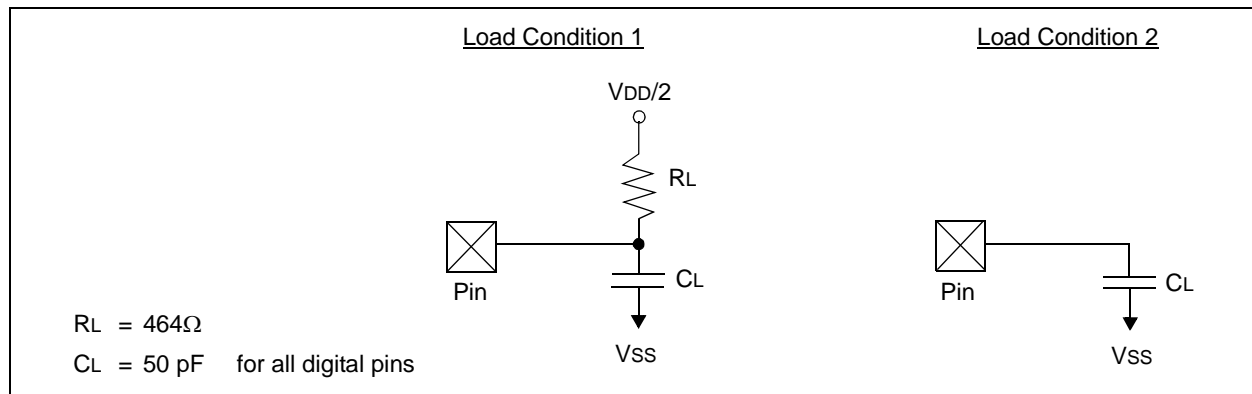 Load Condition 1
Load Condition 2
VDD/2
RL
CL
Pin
VSS
CL
Pin
VSS
RL = 464Ω
CL = 50 pF for all digital pins